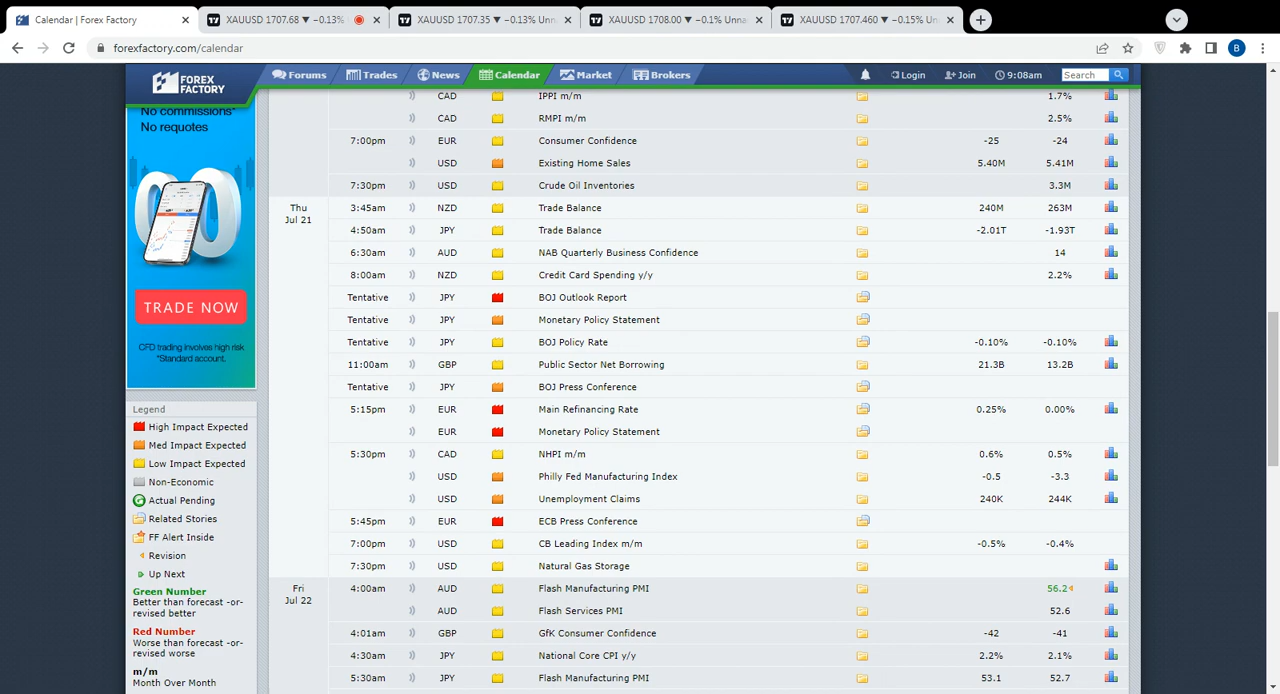 Calendar | Forex Factory
XAUUSD 1707.68 ▼ −0.13%
XAUUSD 1707.35 ▼ −0.13% Unn
XAUUSD 1708.00 ▼ −0.1% Unna
XAUUSD 1707.460 ▼ −0.15% Un
forexfactory.com/calendar
B
FOREX FACTORY
Forums
Trades
News
Calendar
Market
Brokers
Login
Join
9:08am
Search
No commissions*
No requotes
TRADE NOW
CFD trading involves high risk
*Standard account.
Legend
High Impact Expected
Med Impact Expected
Low Impact Expected
Non-Economic
Actual Pending
Related Stories
FF Alert Inside
Revision
Up Next
Green Number
Better than forecast -or-
revised better
Red Number
Worse than forecast -or-
revised worse
m/m
Month Over Month
CAD IPPI m/m 1.7%
CAD RMPI m/m 2.5%
7:00pm EUR Consumer Confidence -25 -24
USD Existing Home Sales 5.40M 5.41M
7:30pm USD Crude Oil Inventories 3.3M
Thu
Jul 21
3:45am NZD Trade Balance 240M 263M
4:50am JPY Trade Balance -2.01T -1.93T
6:30am AUD NAB Quarterly Business Confidence 14
8:00am NZD Credit Card Spending y/y 2.2%
Tentative JPY BOJ Outlook Report
Tentative JPY Monetary Policy Statement
Tentative JPY BOJ Policy Rate -0.10% -0.10%
11:00am GBP Public Sector Net Borrowing 21.3B 13.2B
Tentative JPY BOJ Press Conference
5:15pm EUR Main Refinancing Rate 0.25% 0.00%
EUR Monetary Policy Statement
5:30pm CAD NHPI m/m 0.6% 0.5%
USD Philly Fed Manufacturing Index -0.5 -3.3
USD Unemployment Claims 240K 244K
5:45pm EUR ECB Press Conference
7:00pm USD CB Leading Index m/m -0.5% -0.4%
7:30pm USD Natural Gas Storage
Fri
Jul 22
4:00am AUD Flash Manufacturing PMI 56.2
AUD Flash Services PMI 52.6
4:01am GBP GfK Consumer Confidence -42 -41
4:30am JPY National Core CPI y/y 2.2% 2.1%
5:30am JPY Flash Manufacturing PMI 53.1 52.7